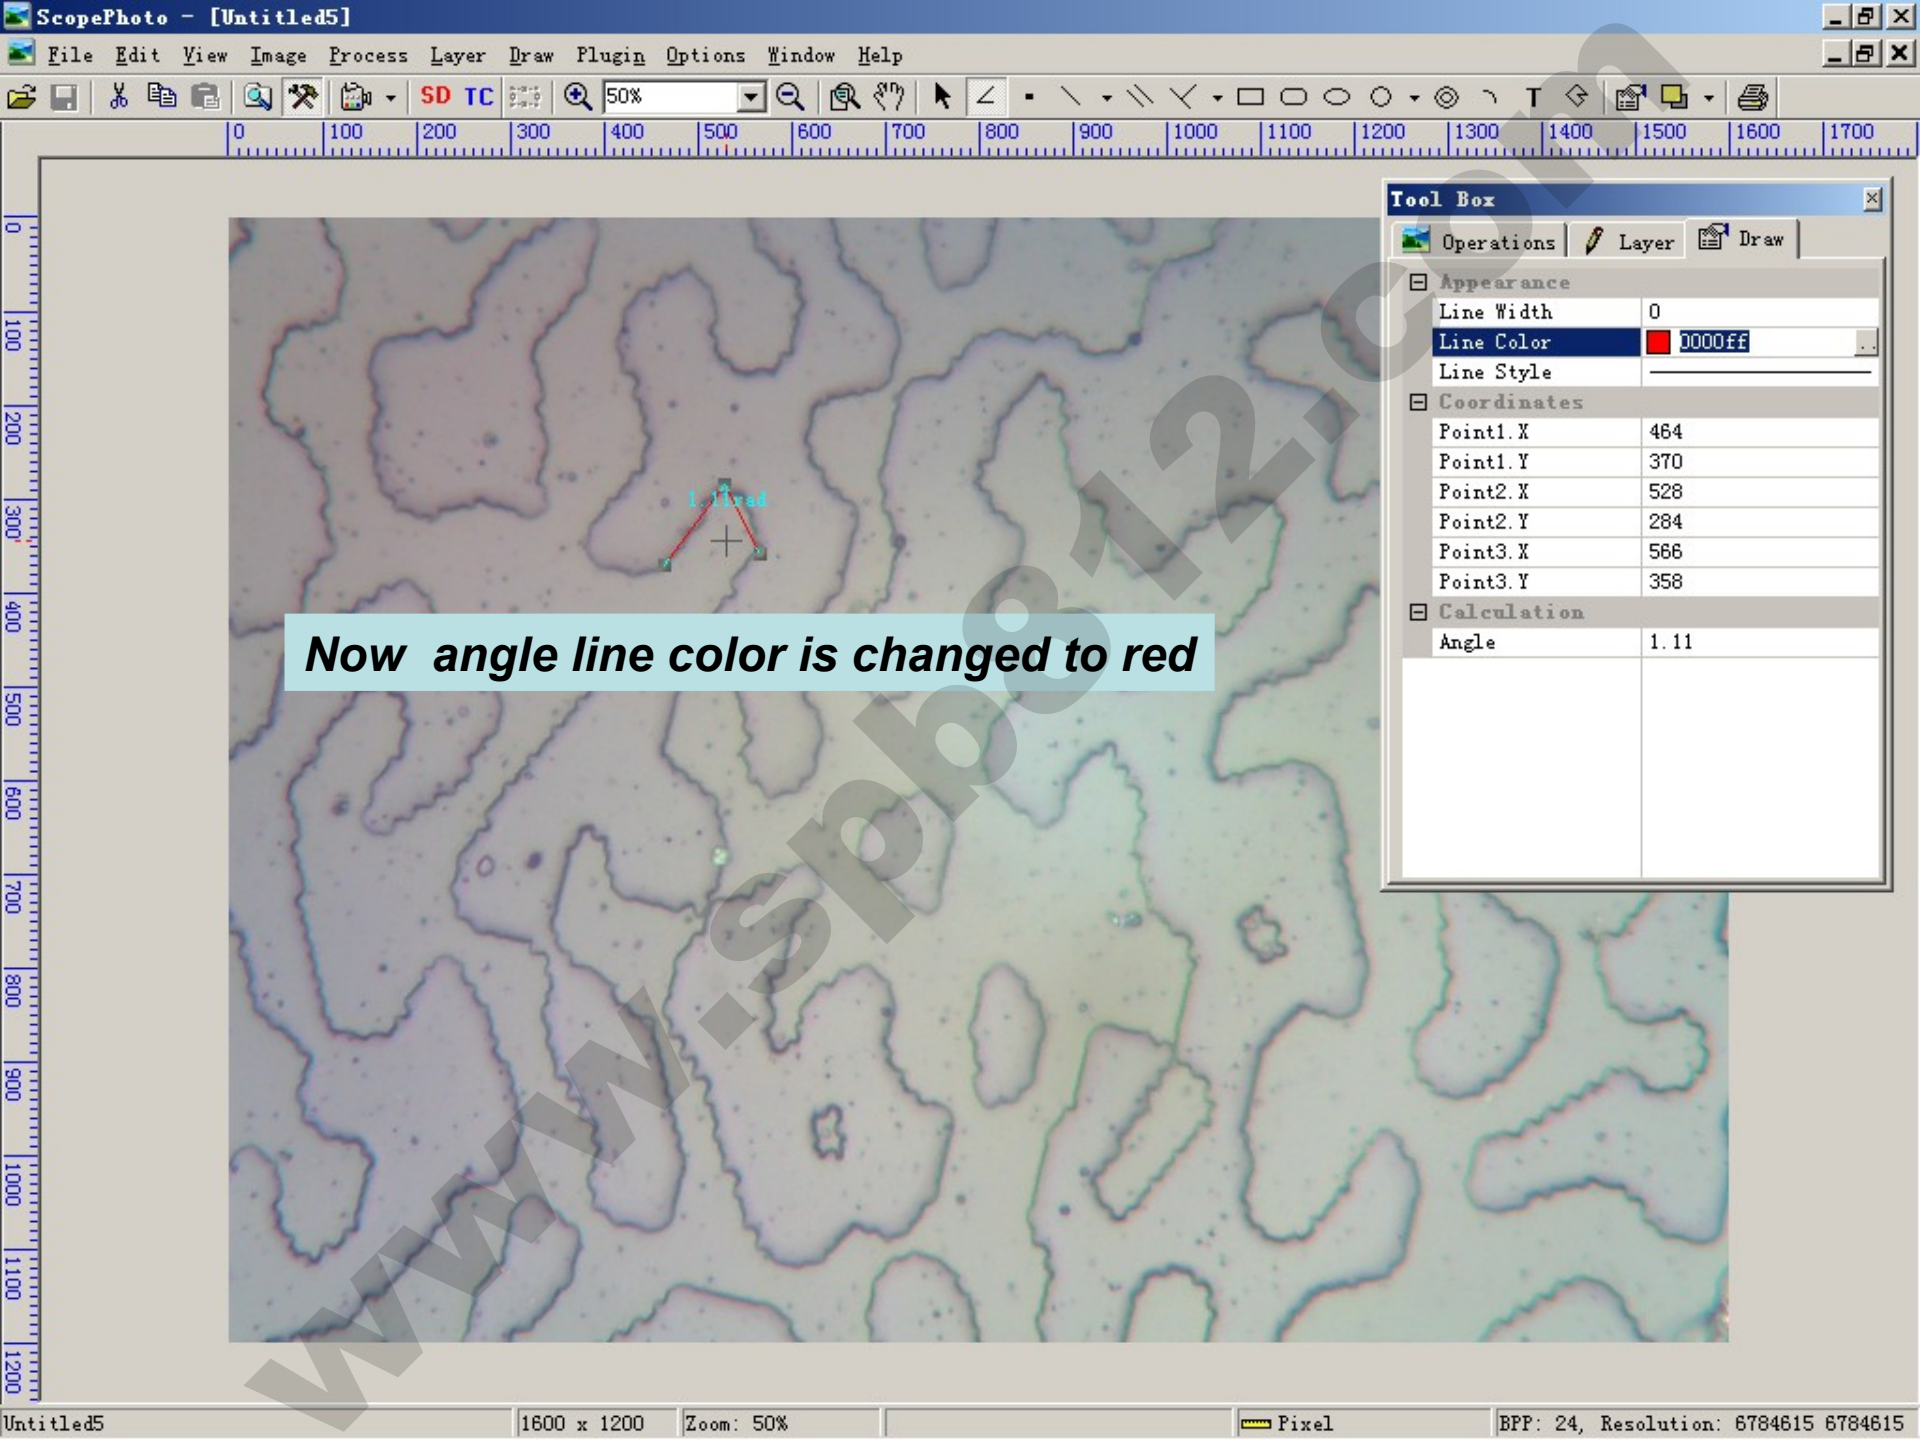 ScopePhoto - [Untitled5]
File Edit View Image Process Layer Draw Plugin Options Window Help
SD TC 50% T
0 100 200 300 400 500 600 700 800 900 1000 1100 1200 1300 1400 1500 1600 1700
0 100 200 300 400 500 600 700 800 900 1000 1100 1200
Tool Box
Operations Layer Draw
Appearance
Line Width 0
Line Color 0000ff ..
Line Style
Coordinates
Point1.X 464
Point1.Y 370
Point2.X 528
Point2.Y 284
Point3.X 566
Point3.Y 358
Calculation
Angle 1.11
1.11rad
Now angle line color is changed to red
www.spb812.com
Untitled5 1600 x 1200 Zoom: 50% Pixel BPP: 24, Resolution: 6784615 6784615